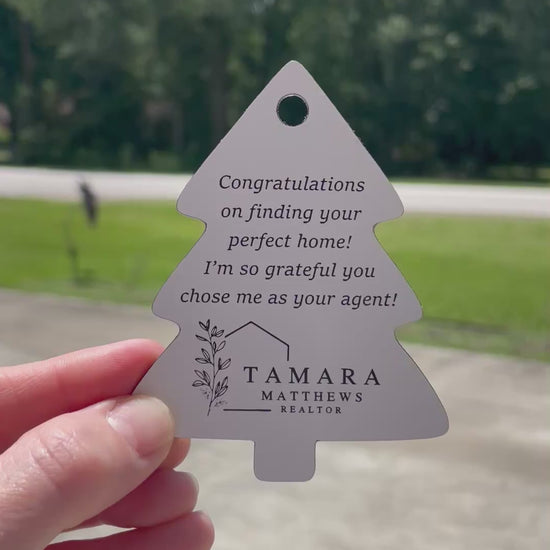 Congratulations
on finding your
perfect home!
I'm so grateful you
chose me as your agent!
TAMARA
MATTHEWS
REALTOR